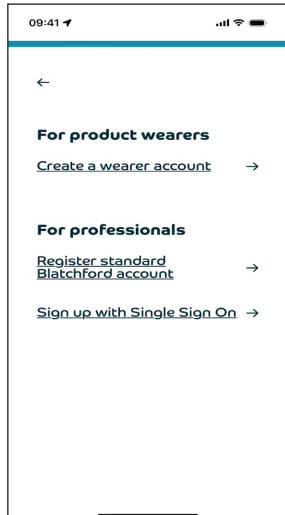 09:41
For product wearers
Create a wearer account
For professionals
Register standard
Blatchford account
Sign up with Single Sign On